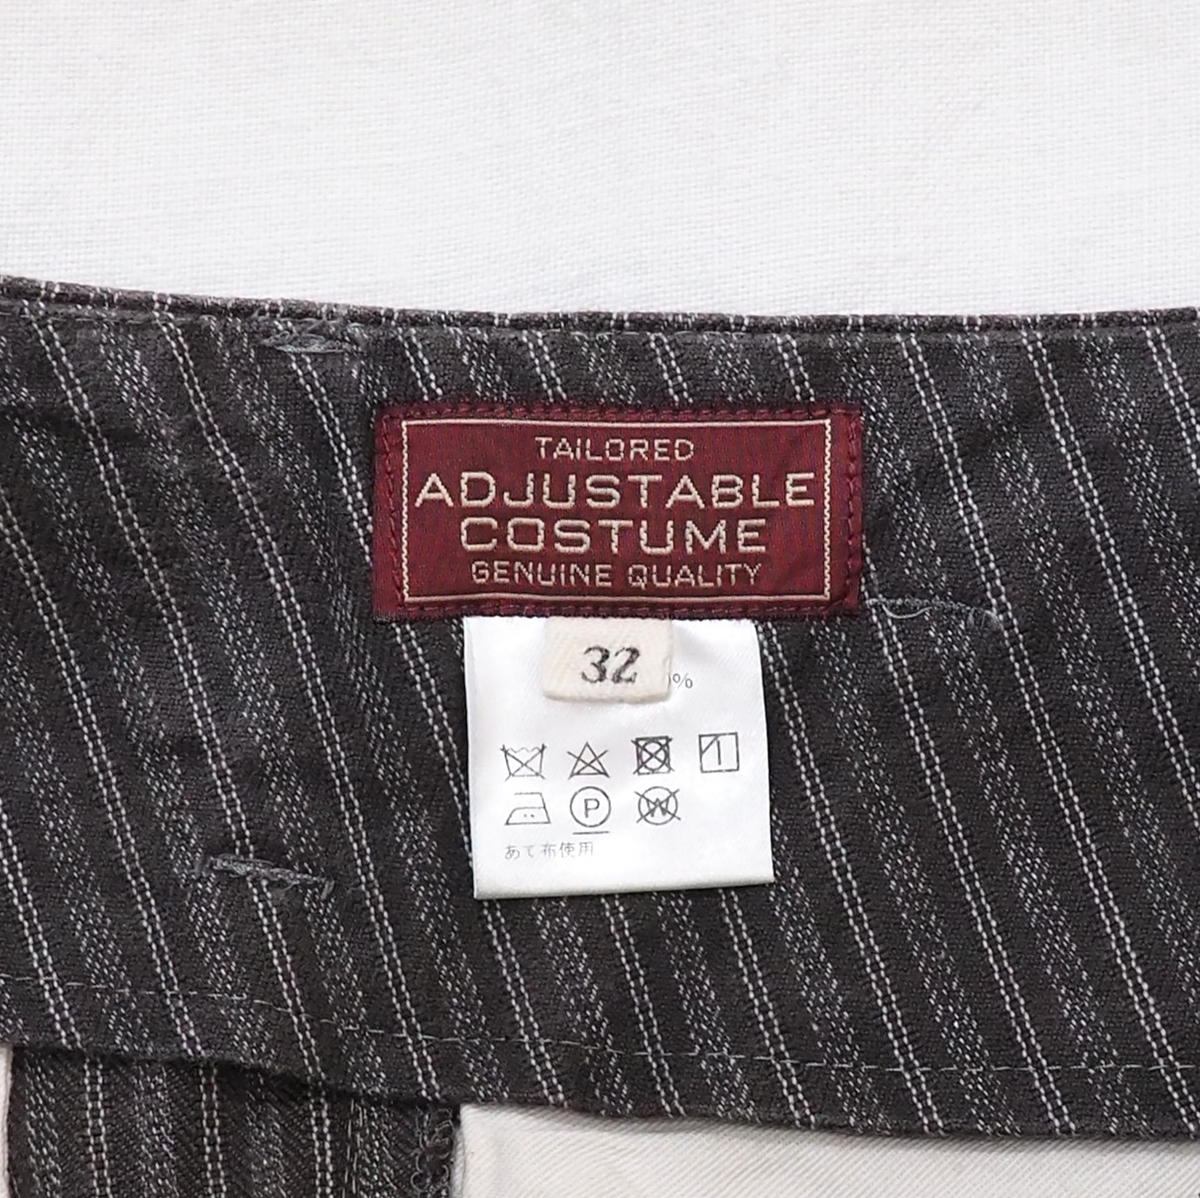 TAILORED
ADJUSTABLE
COSTUME
GENUINE QUALITY
32
%
P
W
あて布使用